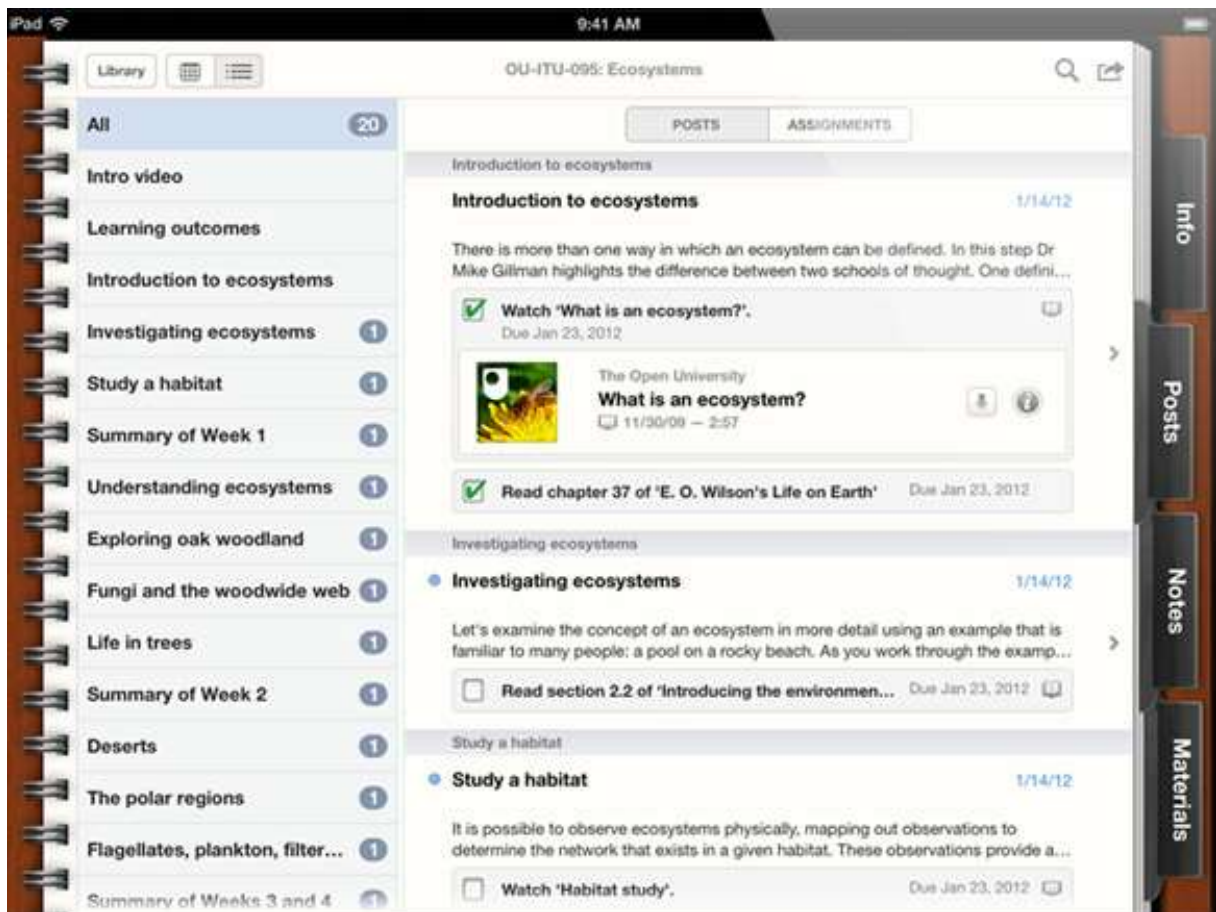 iPad 9:41 AM
Library OU-ITU-095: Ecosystems
All 20
Intro video
Learning outcomes
Introduction to ecosystems
Investigating ecosystems 1
Study a habitat 1
Summary of Week 1 1
Understanding ecosystems 1
Exploring oak woodland 1
Fungi and the woodwide web 1
Life in trees 1
Summary of Week 2 1
Deserts 1
The polar regions 1
Flagellates, plankton, filter... 1
Summary of Weeks 3 and 4 1
POSTS ASSIGNMENTS
Introduction to ecosystems
Introduction to ecosystems 1/14/12
There is more than one way in which an ecosystem can be defined. In this step Dr
Mike Gillman highlights the difference between two schools of thought. One defini...
Watch 'What is an ecosystem?'.
Due Jan 23, 2012
The Open University
What is an ecosystem?
11/30/09 — 2:57
Read chapter 37 of 'E. O. Wilson's Life on Earth' Due Jan 23, 2012
Investigating ecosystems
Investigating ecosystems 1/14/12
Let's examine the concept of an ecosystem in more detail using an example that is
familiar to many people: a pool on a rocky beach. As you work through the examp...
Read section 2.2 of 'Introducing the environmen... Due Jan 23, 2012
Study a habitat
Study a habitat 1/14/12
It is possible to observe ecosystems physically, mapping out observations to
determine the network that exists in a given habitat. These observations provide a...
Watch 'Habitat study'. Due Jan 23, 2012
Info
Posts
Notes
Materials